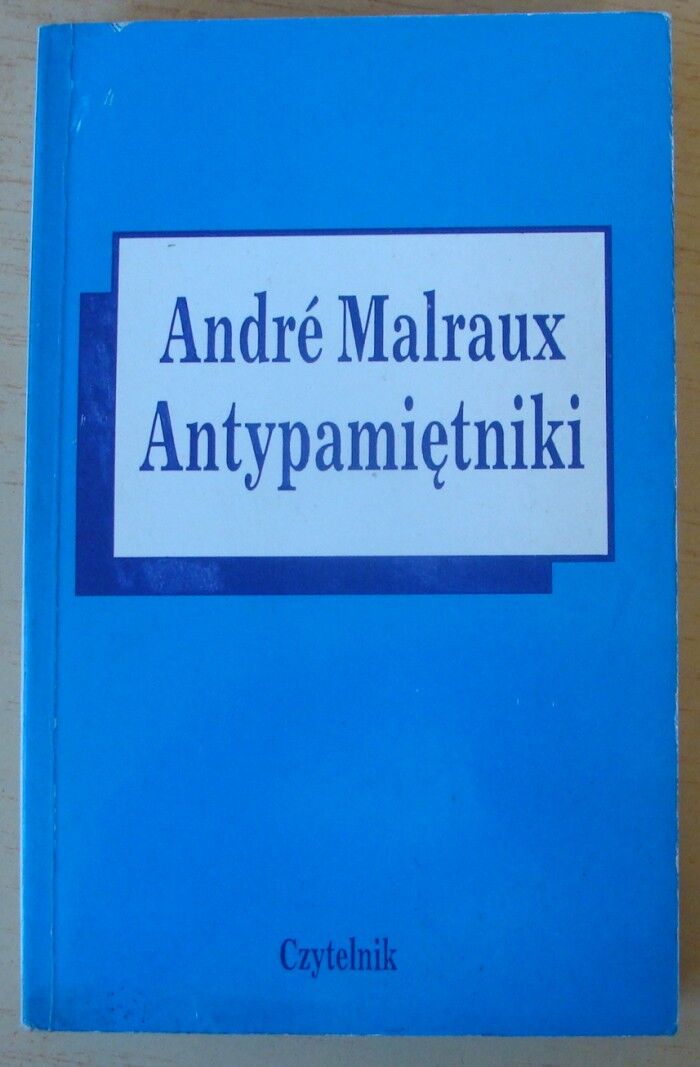 André Malraux
Antypamiętniki
Czytelnik